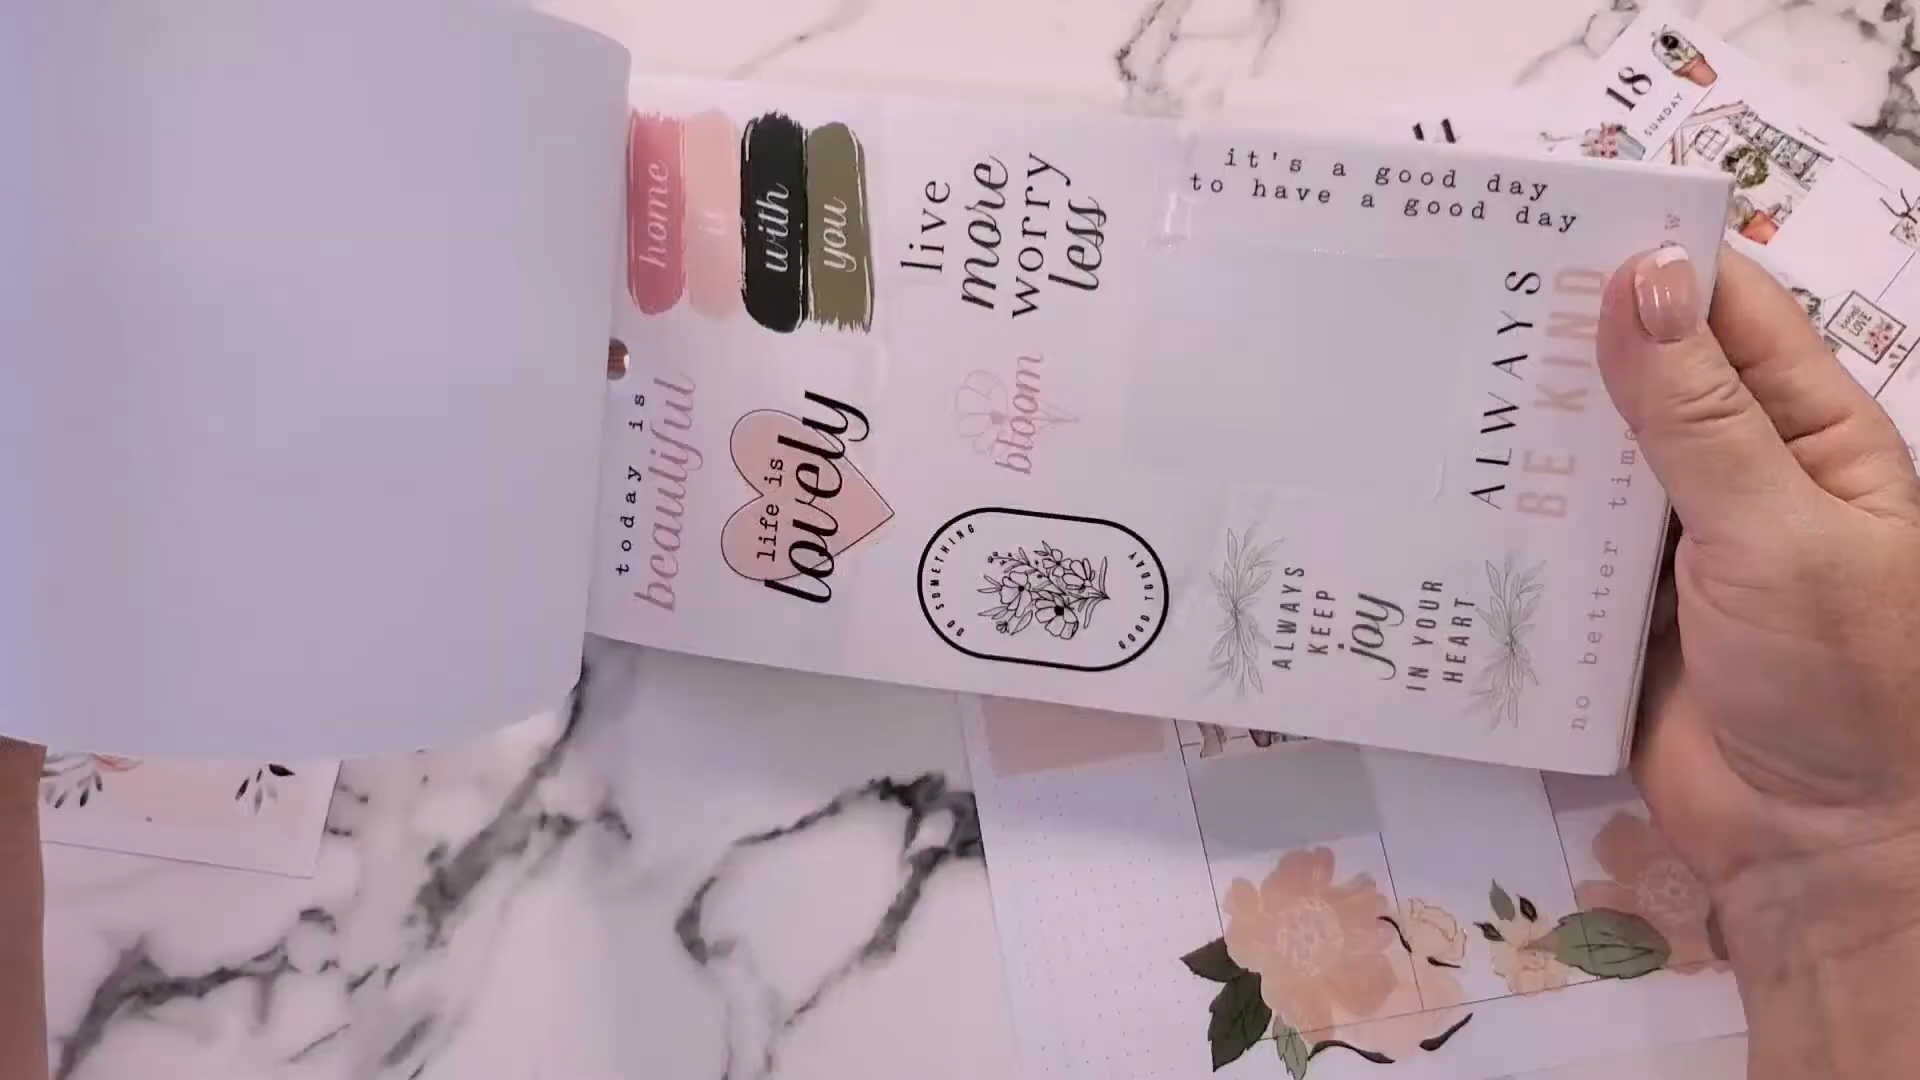 home
is
with
you
live
more
worry
less
it's a good day
to have a good day
ALWAYS
BE KIND
no better time
today is
beautiful
life is
lovely
bloom
DO SOMETHING
GOOD TODAY
ALWAYS
KEEP
joy
IN YOUR
HEART
18
SUNDAY
LOVE